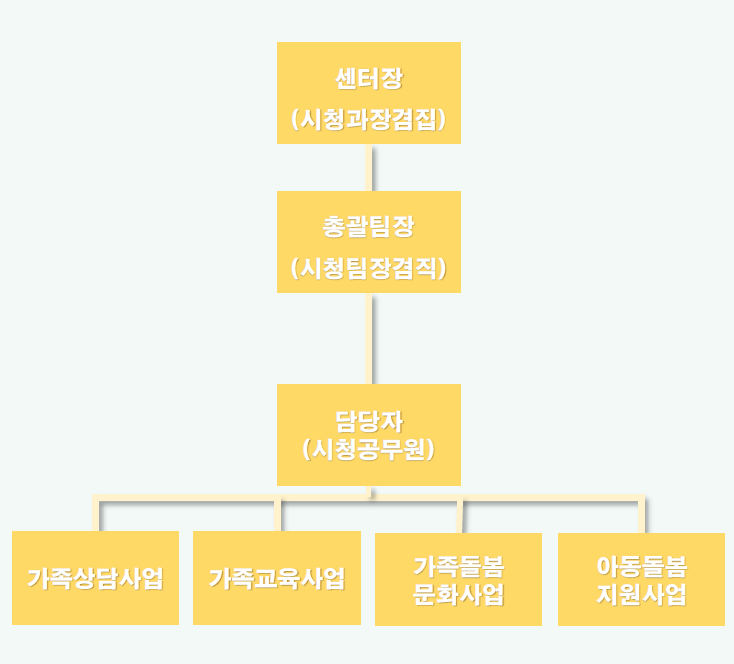 센터장
(시청과장겸집)
총괄팀장
(시청팀장겸직)
담당자
(시청공무원)
가족상담사업
가족교육사업
가족돌봄
문화사업
아동돌봄
지원사업